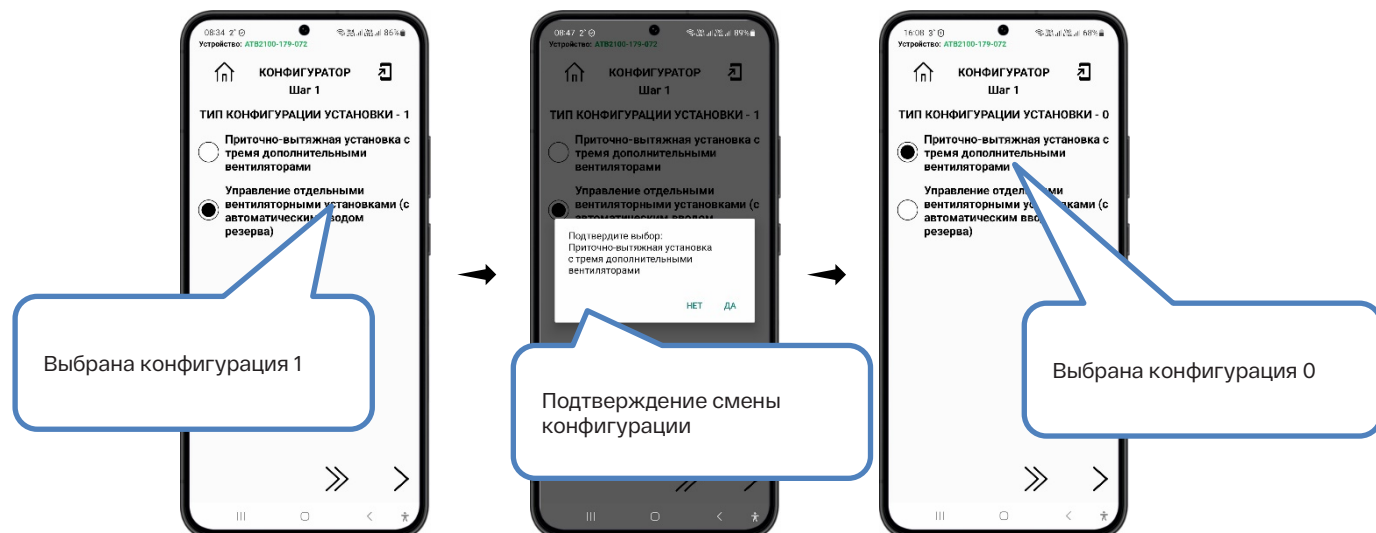 08:34 2°
86%
Устройство: ATB2100-179-072
КОНФИГУРАТОР
Шаг 1
ТИП КОНФИГУРАЦИИ УСТАНОВКИ - 1
Приточно-вытяжная установка с
тремя дополнительными
вентиляторами
Управление отдельными
вентиляторными установками (с
автоматическим вводом
резерва)
Выбрана конфигурация 1
08:47 2°
89%
Устройство: ATB2100-179-072
КОНФИГУРАТОР
Шаг 1
ТИП КОНФИГУРАЦИИ УСТАНОВКИ - 1
Приточно-вытяжная установка с
тремя дополнительными
вентиляторами
Управление отдельными
вентиляторными установками (с
автоматическим вводом
Подтвердите выбор:
Приточно-вытяжная установка
с тремя дополнительными
вентиляторами
НЕТ ДА
Подтверждение смены
конфигурации
16:08 3°
68%
Устройство: ATB2100-179-072
КОНФИГУРАТОР
Шаг 1
ТИП КОНФИГУРАЦИИ УСТАНОВКИ - 0
Приточно-вытяжная установка с
тремя дополнительными
вентиляторами
Управление отдельными
вентиляторными установками (с
автоматическим вводом
резерва)
Выбрана конфигурация 0